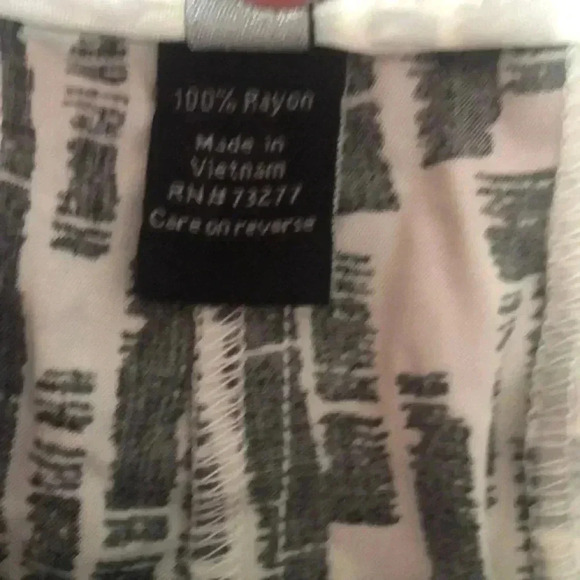 100% Rayon
Made in
Vietnam
RN# 73277
Care on reverse